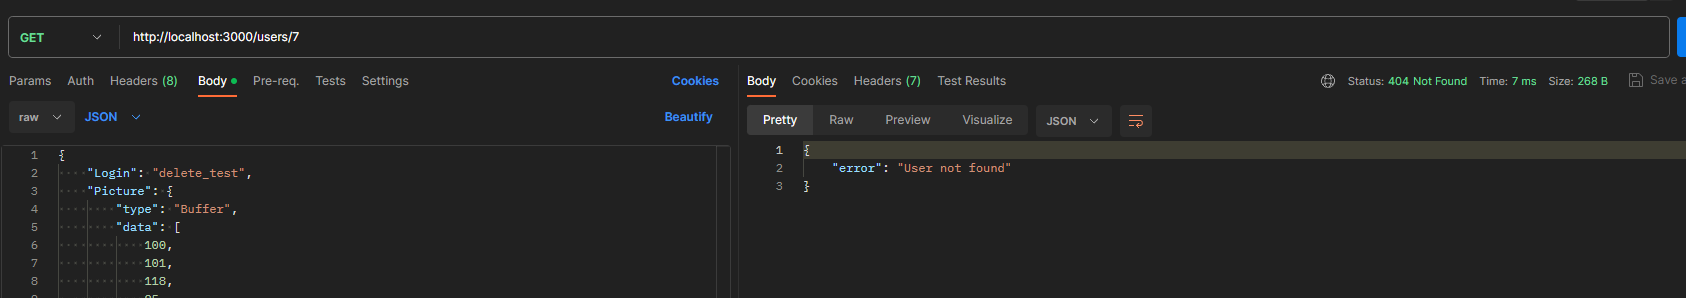 GET http://localhost:3000/users/7
Params Auth Headers (8) Body Pre-req. Tests Settings Cookies
raw JSON Beautify
1 {
2 "Login": "delete_test",
3 "Picture": {
4 "type": "Buffer",
5 "data": [
6 100,
7 101,
8 118,
Body Cookies Headers (7) Test Results Status: 404 Not Found Time: 7 ms Size: 268 B Save a
Pretty Raw Preview Visualize JSON
1 {
2 "error": "User not found"
3 }